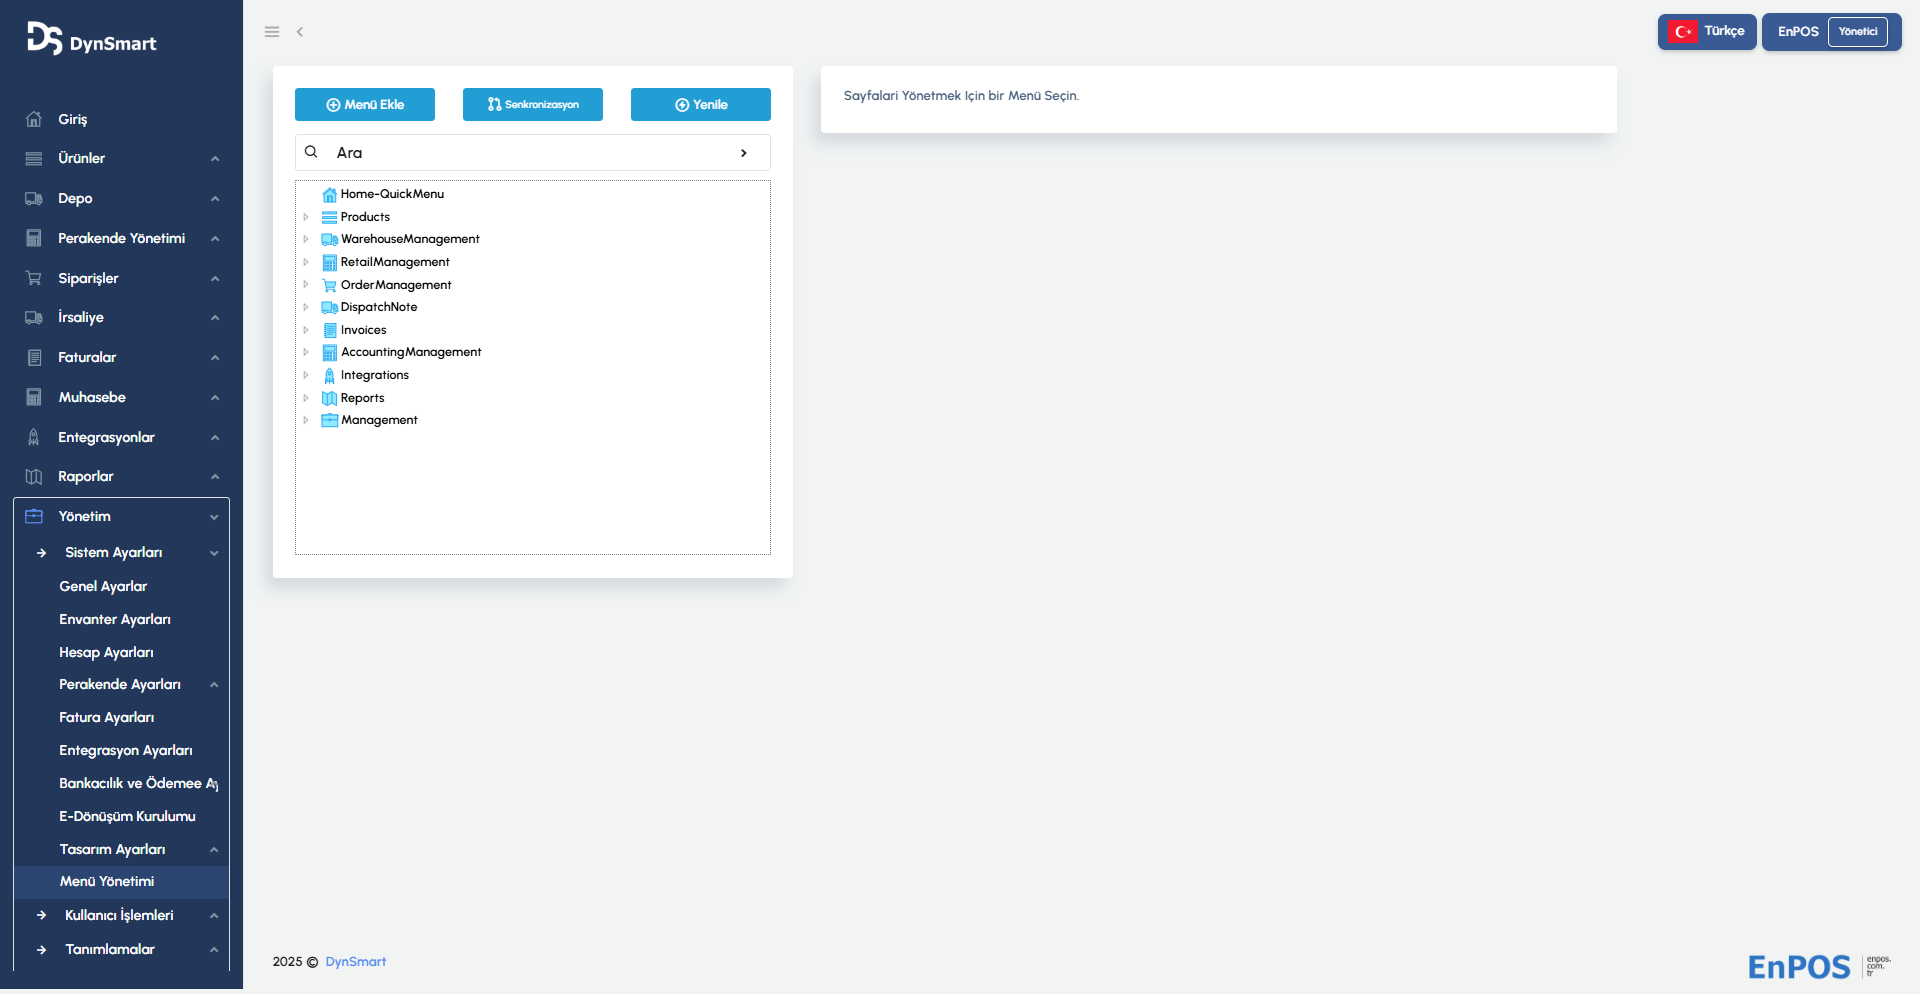 DynSmart
Giriş
Ürünler
Depo
Perakende Yönetimi
Siparişler
İrsaliye
Faturalar
Muhasebe
Entegrasyonlar
Raporlar
Yönetim
Sistem Ayarları
Genel Ayarlar
Envanter Ayarları
Hesap Ayarları
Perakende Ayarları
Fatura Ayarları
Entegrasyon Ayarları
Bankacılık ve Ödemee Ay
E-Dönüşüm Kurulumu
Tasarım Ayarları
Menü Yönetimi
Kullanıcı İşlemleri
Tanımlamalar
Türkçe
EnPOS Yönetici
Menü Ekle Senkronizasyon Yenile
Ara
Home-QuickMenu
Products
WarehouseManagement
RetailManagement
OrderManagement
DispatchNote
Invoices
AccountingManagement
Integrations
Reports
Management
Sayfalari Yönetmek Için bir Menü Seçin.
2025 © DynSmart
EnPOS
enpos.
com.
tr